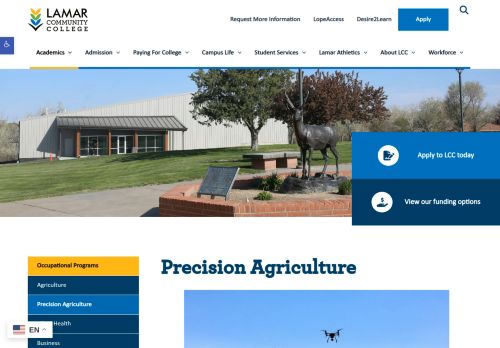 LAMAR
COMMUNITY
COLLEGE
Request More Information
LopeAccess
Desire2Learn
Apply
Academics
Admission
Paying For College
Campus Life
Student Services
Lamar Athletics
About LCC
Workforce
Apply to LCC today
View our funding options
Occupational Programs
Agriculture
Precision Agriculture
Health
Business
EN
Precision Agriculture